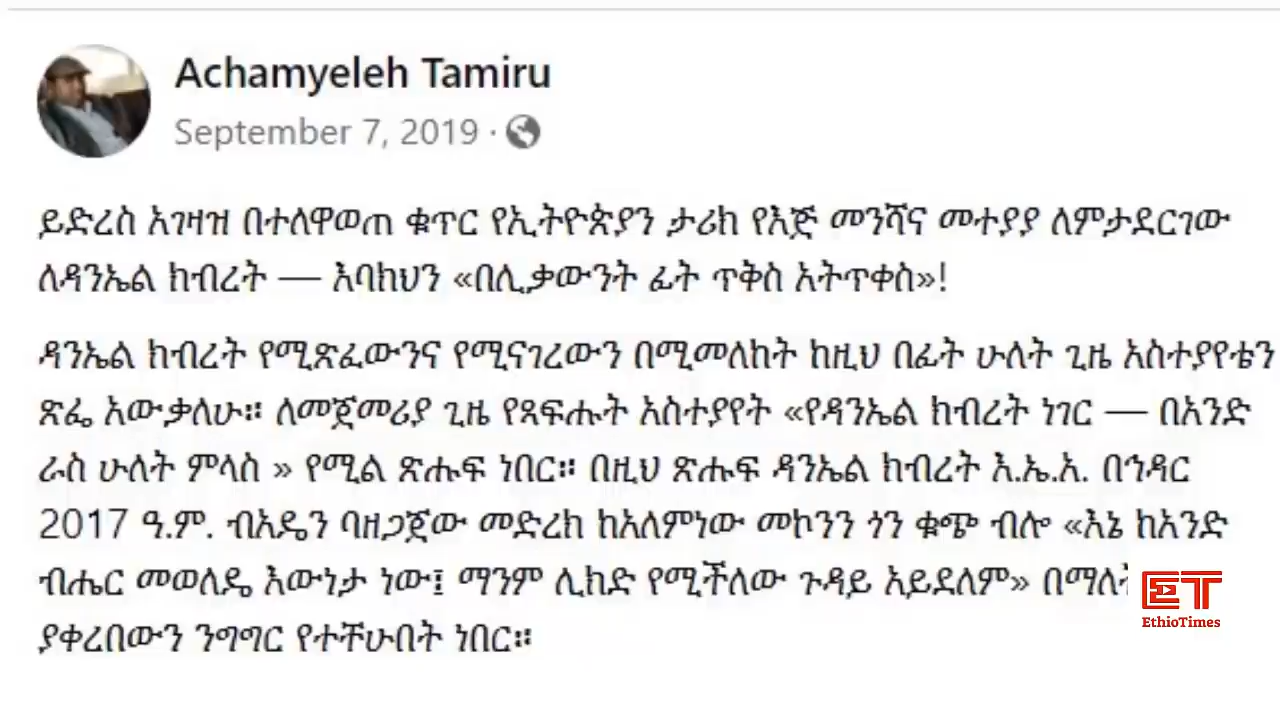 Achamyeleh Tamiru
September 7, 2019 ·
ይድረስ አገዛዝ በተለዋወጠ ቁጥር የኢትዮጵያን ታሪክ የእጅ መንሻና መተያያ ለምታደርገው
ለዳንኤል ክብረት — እባክህን «በሊቃውንት ፊት ጥቅስ አትጥቀስ»!
ዳንኤል ክብረት የሚጽፈውንና የሚናገረውን በሚመለከት ከዚህ በፊት ሁለት ጊዜ አስተያየቴን
ጽፌ አውቃለሁ። ለመጀመሪያ ጊዜ የጻፍሑት አስተያየት «የዳንኤል ክብረት ነገር — በአንድ
ራስ ሁለት ምላስ » የሚል ጽሑፍ ነበር። በዚህ ጽሑፍ ዳንኤል ክብረት እ.ኤ.አ. በኅዳር
2017 ዓ.ም. ብአዴን ባዘጋጀው መድረክ ከአለምነው መኮንን ጎን ቁጭ ብሎ «እኔ ከአንድ
ብሔር መወለዴ እውነታ ነው፤ ማንም ሊክድ የሚችለው ጉዳይ አይደለም»
ያቀረበውን ንግግር የተቸሁበት ነበር።
ET
EthioTimes